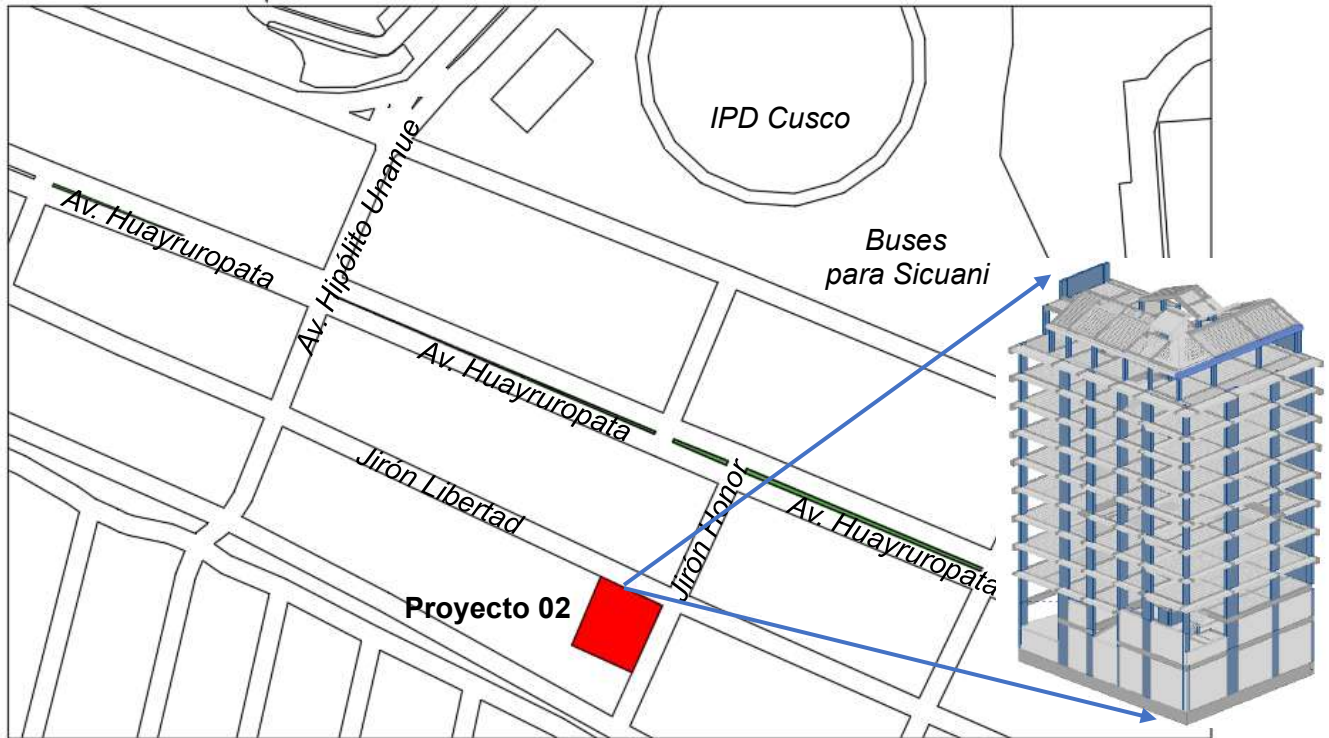 IPD Cusco
Av. Hipólito Unanue
Av. Huayruropata
Buses
para Sicuani
Av. Huayruropata
Jirón Libertad
Jirón Honor
Av. Huayruropata
Proyecto 02